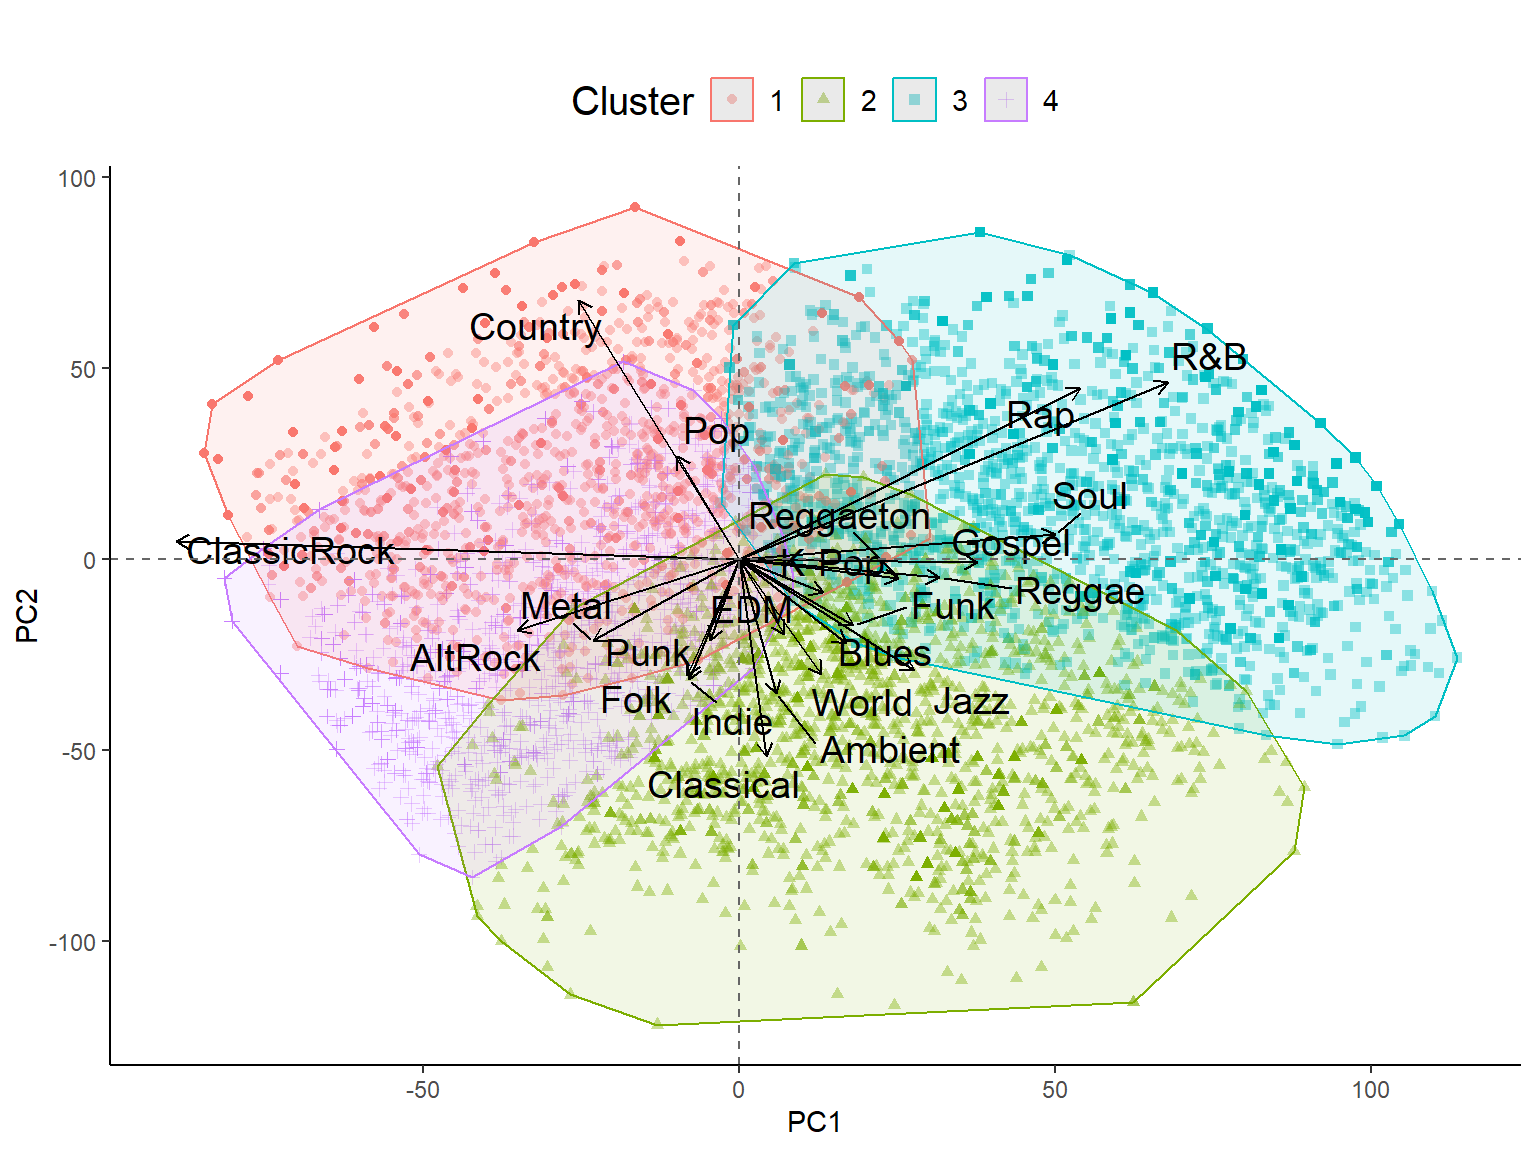 Cluster 1 2 3 4
100
50
0
-50
-100
PC2
Country
R&B
Rap
Pop
Soul
Reggaeton
Gospel
ClassicRock
K-Pop
Reggae
Metal
EDM
Funk
AltRock
Punk
Blues
Folk
Indie
World
Jazz
Ambient
Classical
-50
0
50
100
PC1